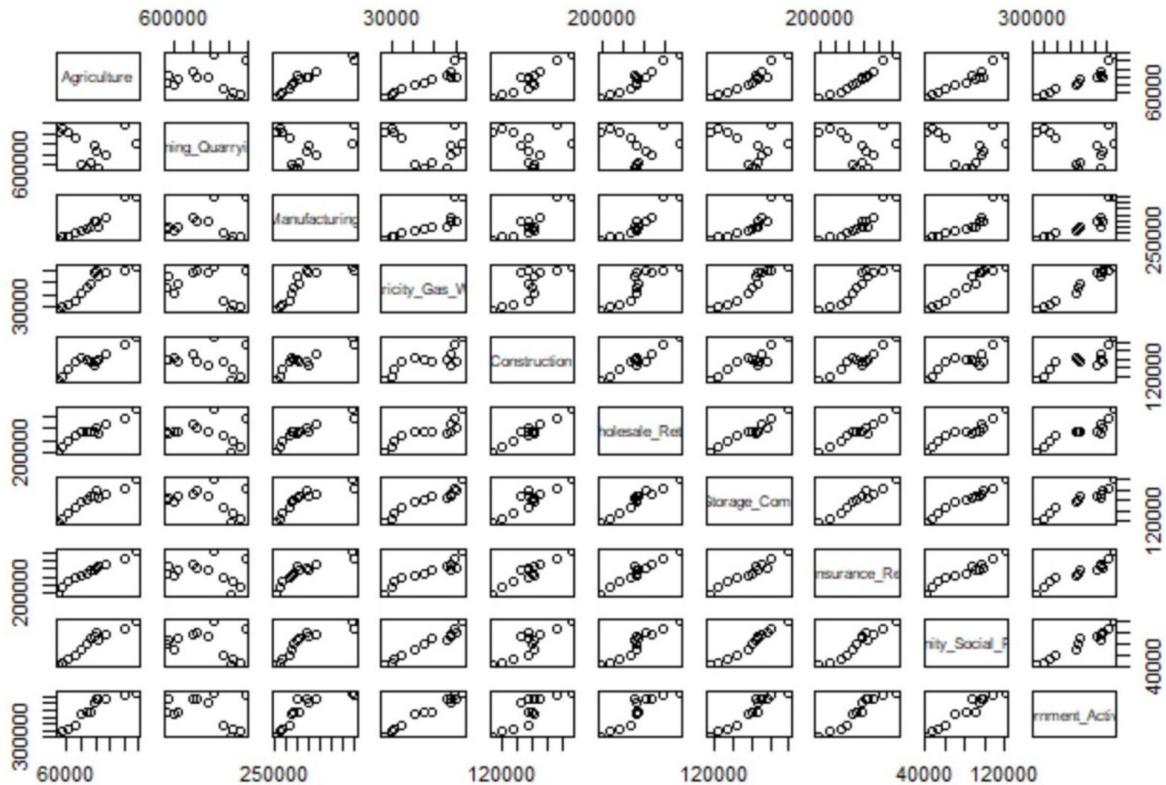 600000 30000 200000 200000 300000
Agriculture
60000
600000
ning_Quarryi
Manufacturing
250000
30000
ricity_Gas_W
Construction
120000
200000
holesale_Ret
Storage_Com
120000
200000
nsurance_Re
nity_Social_P
40000
300000
rnment_Activ
60000 250000 120000 120000 40000 120000